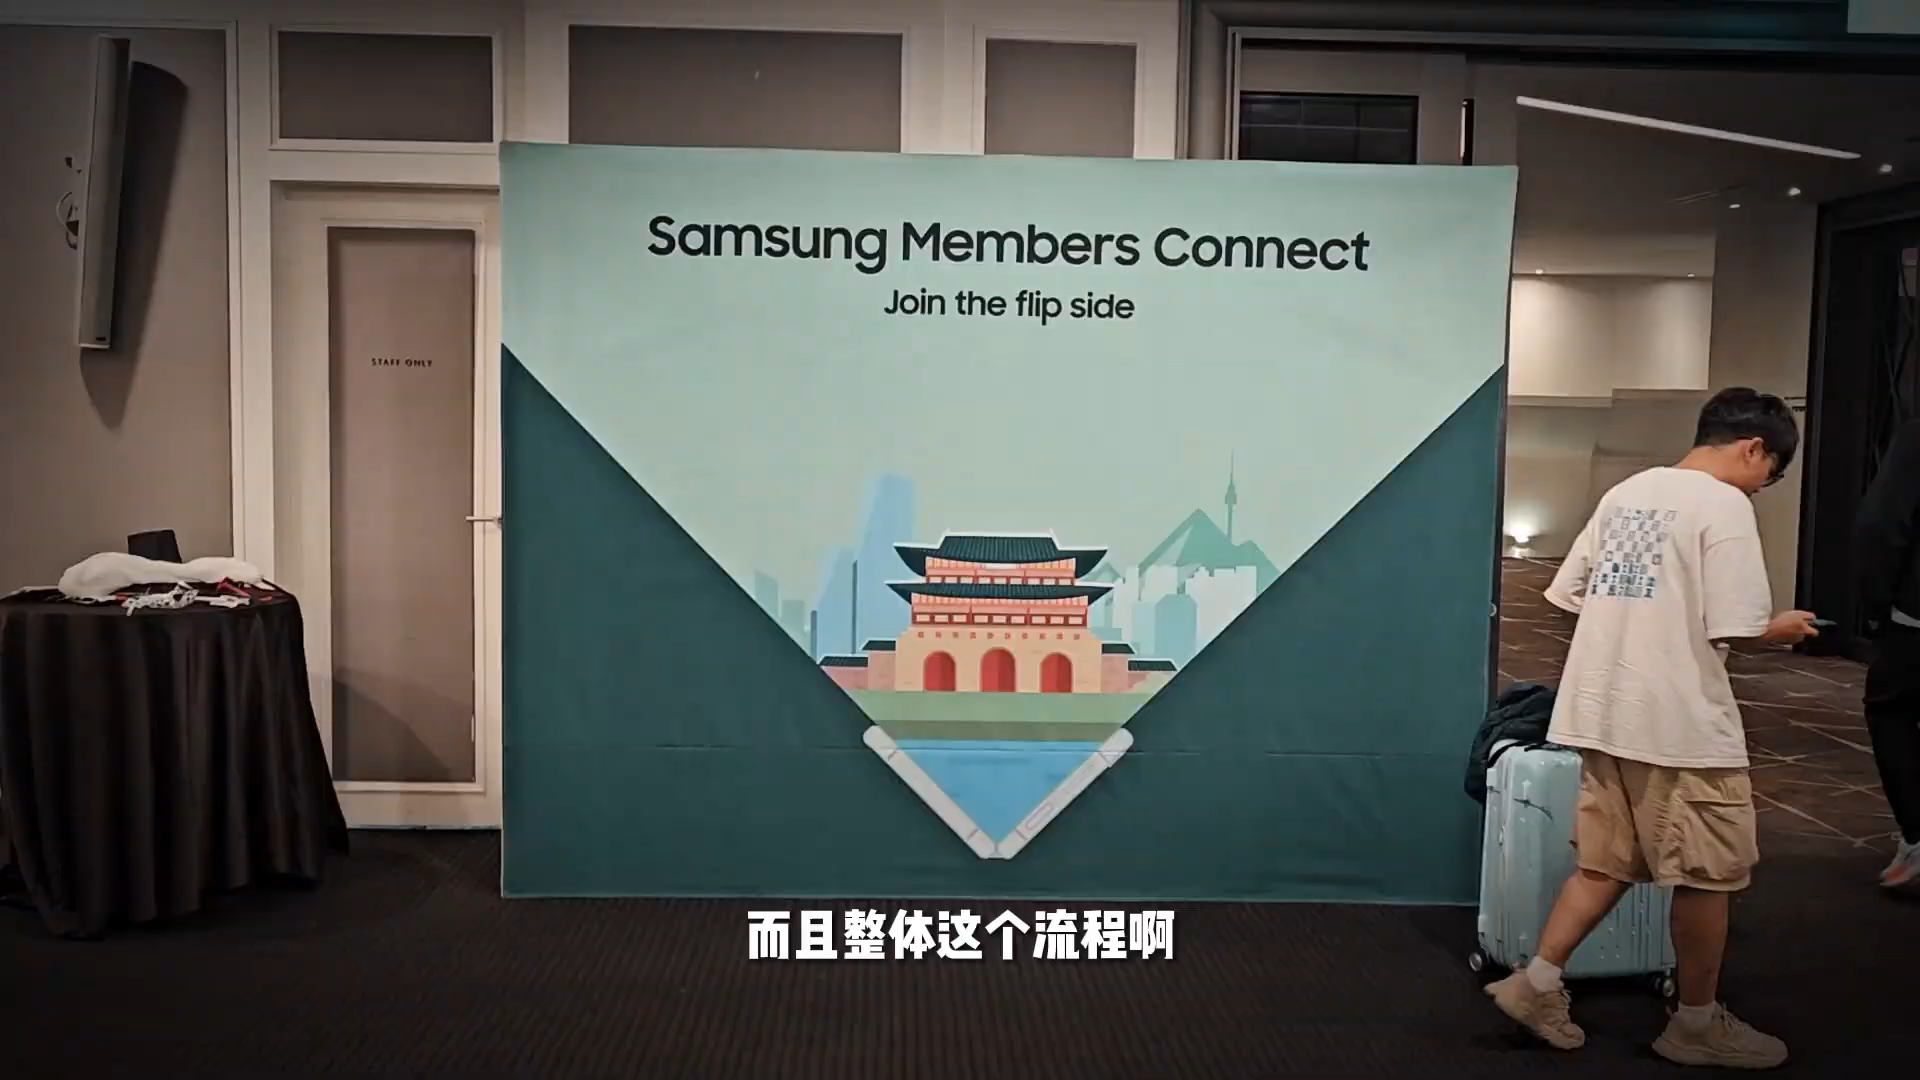 Samsung Members Connect
Join the flip side
STAFF ONLY
而且整体这个流程啊